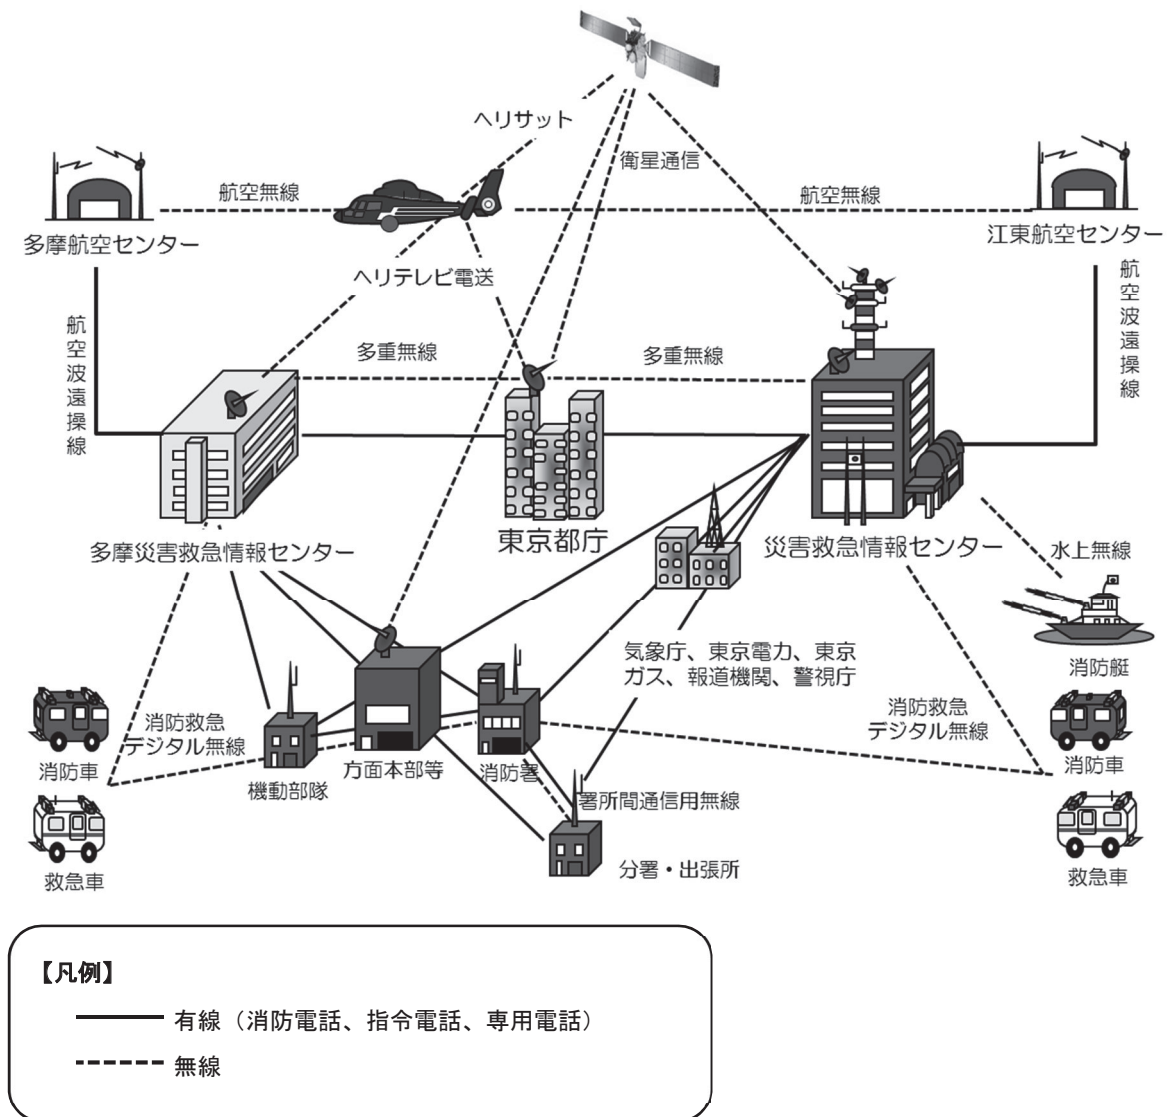 ヘリサット
衛星通信
航空無線
航空無線
多摩航空センター
江東航空センター
ヘリテレビ電送
航空波遠操線
航空波遠操線
多重無線
多重無線
東京都庁
多摩災害救急情報センター
災害救急情報センター
水上無線
気象庁、東京電力、東京
ガス、報道機関、警視庁
消防艇
消防救急
デジタル無線
消防救急
デジタル無線
消防車
機動部隊
方面本部等
消防署
消防車
署所間通信用無線
救急車
分署・出張所
救急車
【凡例】
有線（消防電話、指令電話、専用電話）
無線